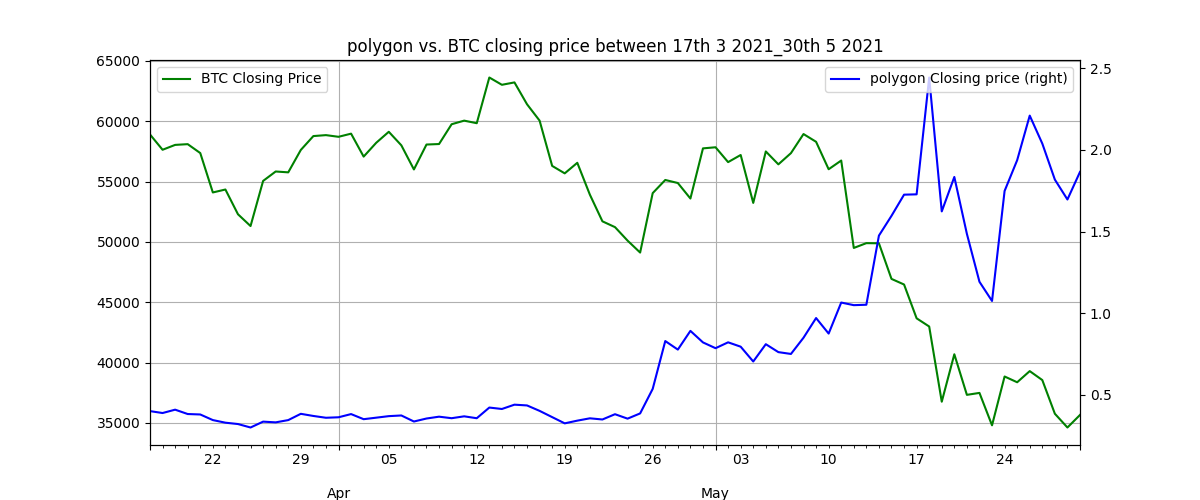 polygon vs. BTC closing price between 17th 3 2021_30th 5 2021
BTC Closing Price
polygon Closing price (right)
65000
60000
55000
50000
45000
40000
35000
2.5
2.0
1.5
1.0
0.5
22 29 05 12 19 26 03 10 17 24
Apr May